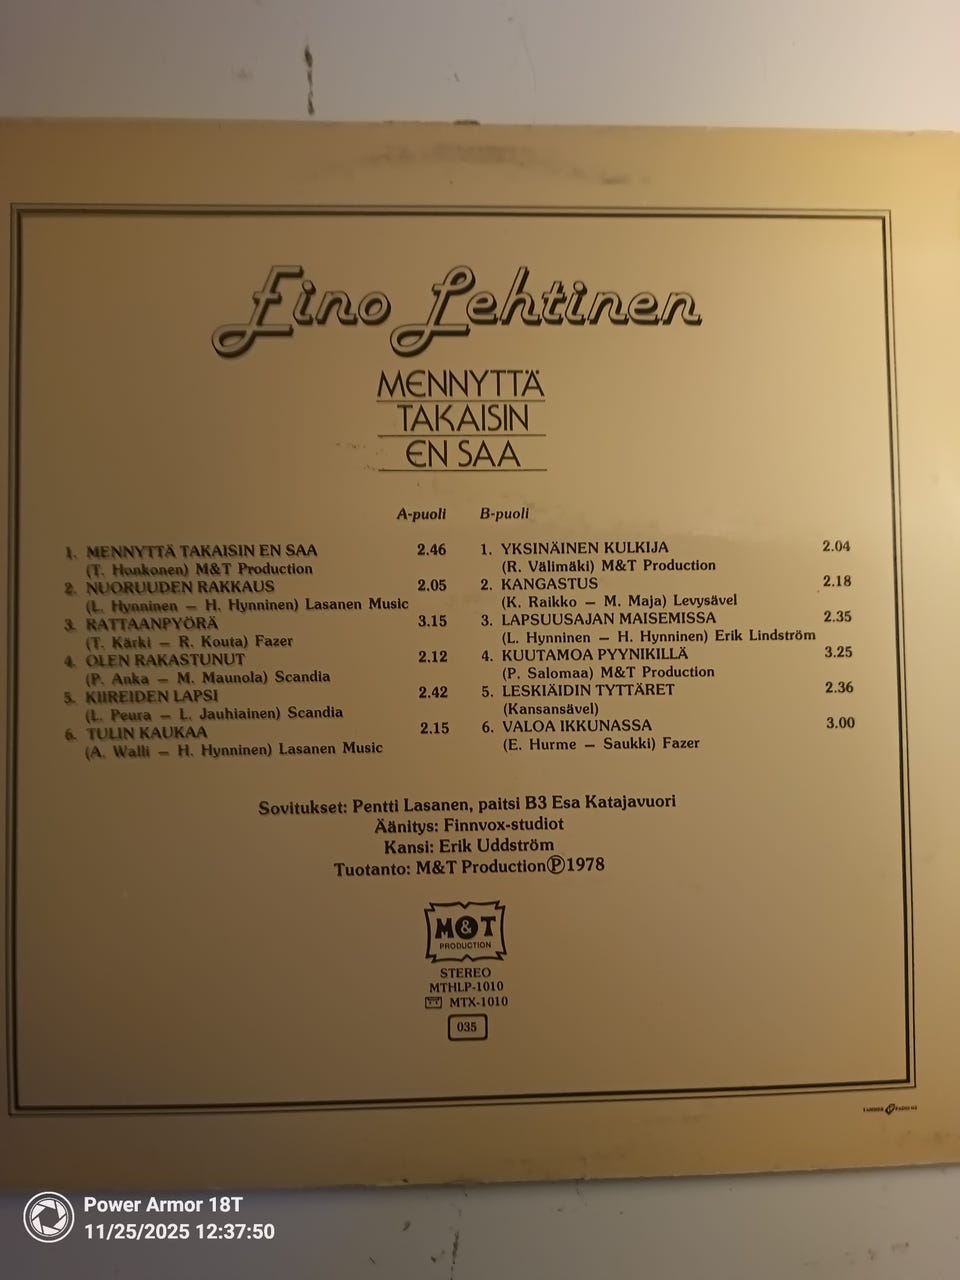 Eino Lehtinen
MENNYTTÄ
TAKAISIN
EN SAA
A-puoli
1. MENNYTTÄ TAKAISIN EN SAA 2.46
(T. Honkonen) M&T Production
2. NUORUUDEN RAKKAUS 2.05
(L. Hynninen – H. Hynninen) Lasanen Music
3. RATTAANPYÖRÄ 3.15
(T. Kärki – R. Kouta) Fazer
4. OLEN RAKASTUNUT 2.12
(P. Anka – M. Maunola) Scandia
5. KIIREIDEN LAPSI 2.42
(L. Peura – L. Jauhiainen) Scandia
6. TULIN KAUKAA 2.15
(A. Walli – H. Hynninen) Lasanen Music
B-puoli
1. YKSINÄINEN KULKIJA 2.04
(R. Välimäki) M&T Production
2. KANGASTUS 2.18
(K. Raikko – M. Maja) Levysävel
3. LAPSUUSAJAN MAISEMISSA 2.35
(L. Hynninen – H. Hynninen) Erik Lindström
4. KUUTAMOA PYYNIKILLÄ 3.25
(P. Salomaa) M&T Production
5. LESKIÄIDIN TYTTÄRET 2.36
(Kansansävel)
6. VALOA IKKUNASSA 3.00
(E. Hurme – Saukki) Fazer
Sovitukset: Pentti Lasanen, paitsi B3 Esa Katajavuori
Äänitys: Finnvox-studiot
Kansi: Erik Uddström
Tuotanto: M&T Production Ⓟ 1978
M&T
PRODUCTION
STEREO
MTHLP-1010
MTX-1010
035
Power Armor 18T
11/25/2025 12:37:50